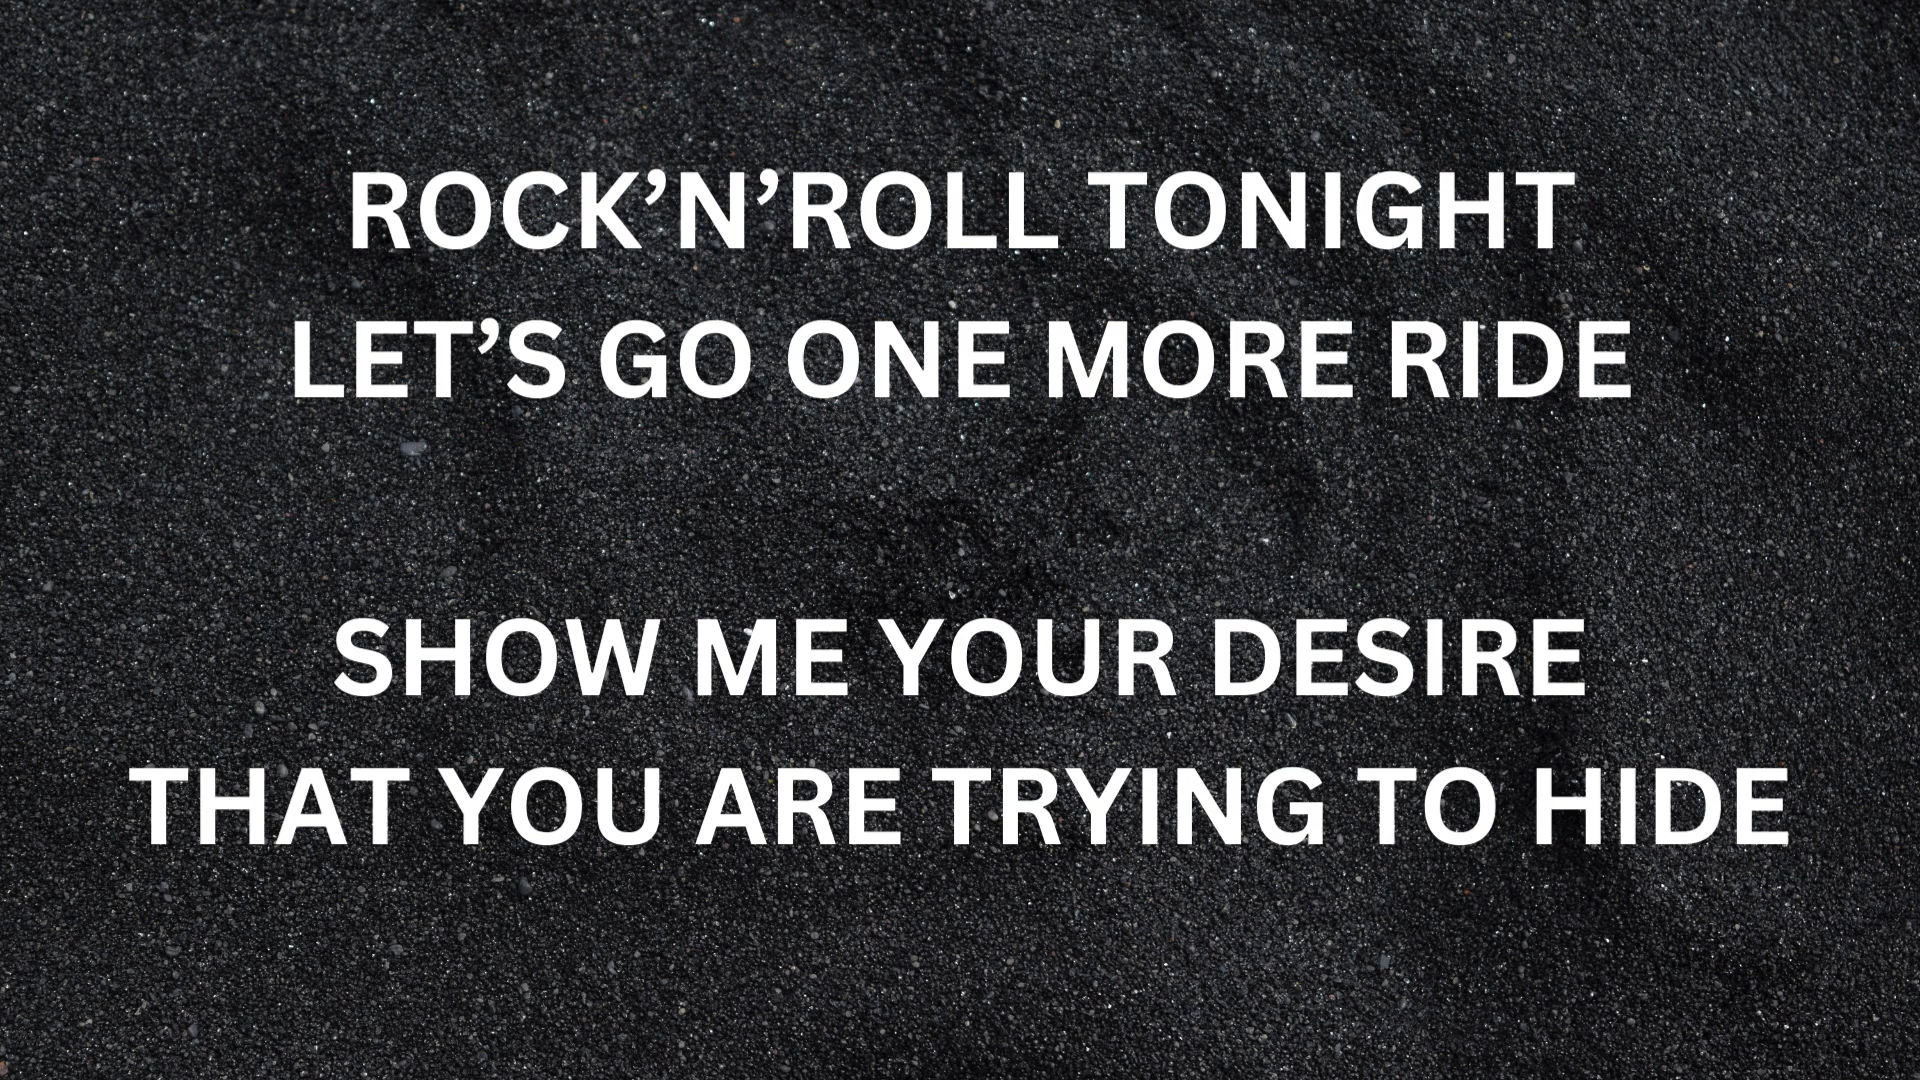 ROCK’N’ROLL TONIGHT
LET’S GO ONE MORE RIDE
SHOW ME YOUR DESIRE
THAT YOU ARE TRYING TO HIDE